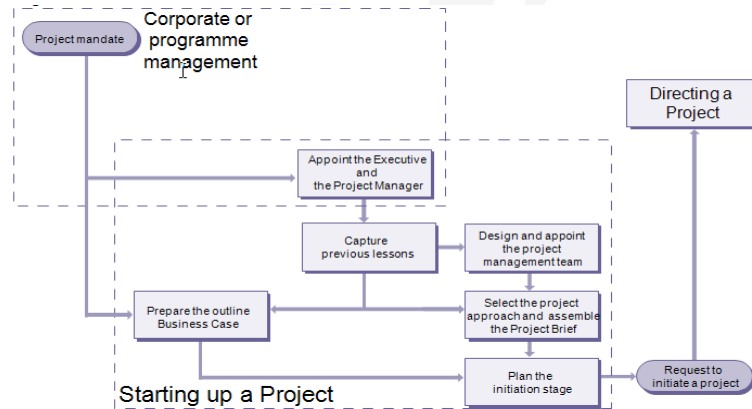 Corporate or
programme
management
Project mandate
Directing a
Project
Appoint the Executive
and
the Project Manager
Capture
previous lessons
Design and appoint
the project
management team
Prepare the outline
Business Case
Select the project
approach and assemble
the Project Brief
Plan the
initiation stage
Request to
initiate a project
Starting up a Project